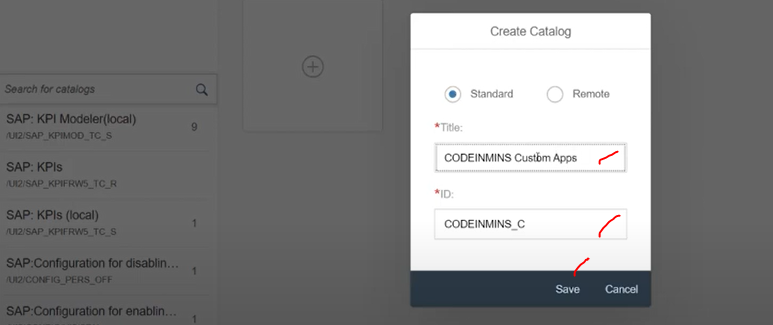 Search for catalogs
SAP: KPI Modeler(local)
9
/UI2/SAP_KPIMOD_TC_S
SAP: KPIs
/UI2/SAP_KPIFRW5_TC_R
SAP: KPIs (local)
1
/UI2/SAP_KPIFRW5_TC_S
SAP:Configuration for disablin...
1
/UI2/CONFIG_PERS_OFF
SAP:Configuration for enablin...
1
Create Catalog
Standard
Remote
*Title:
CODEINMINS Custom Apps
*ID:
CODEINMINS_C
Save
Cancel